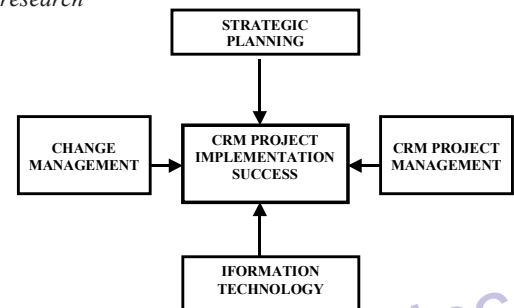 research
STRATEGIC
PLANNING
CHANGE
MANAGEMENT
CRM PROJECT
IMPLEMENTATION
SUCCESS
CRM PROJECT
MANAGEMENT
IFORMATION
TECHNOLOGY